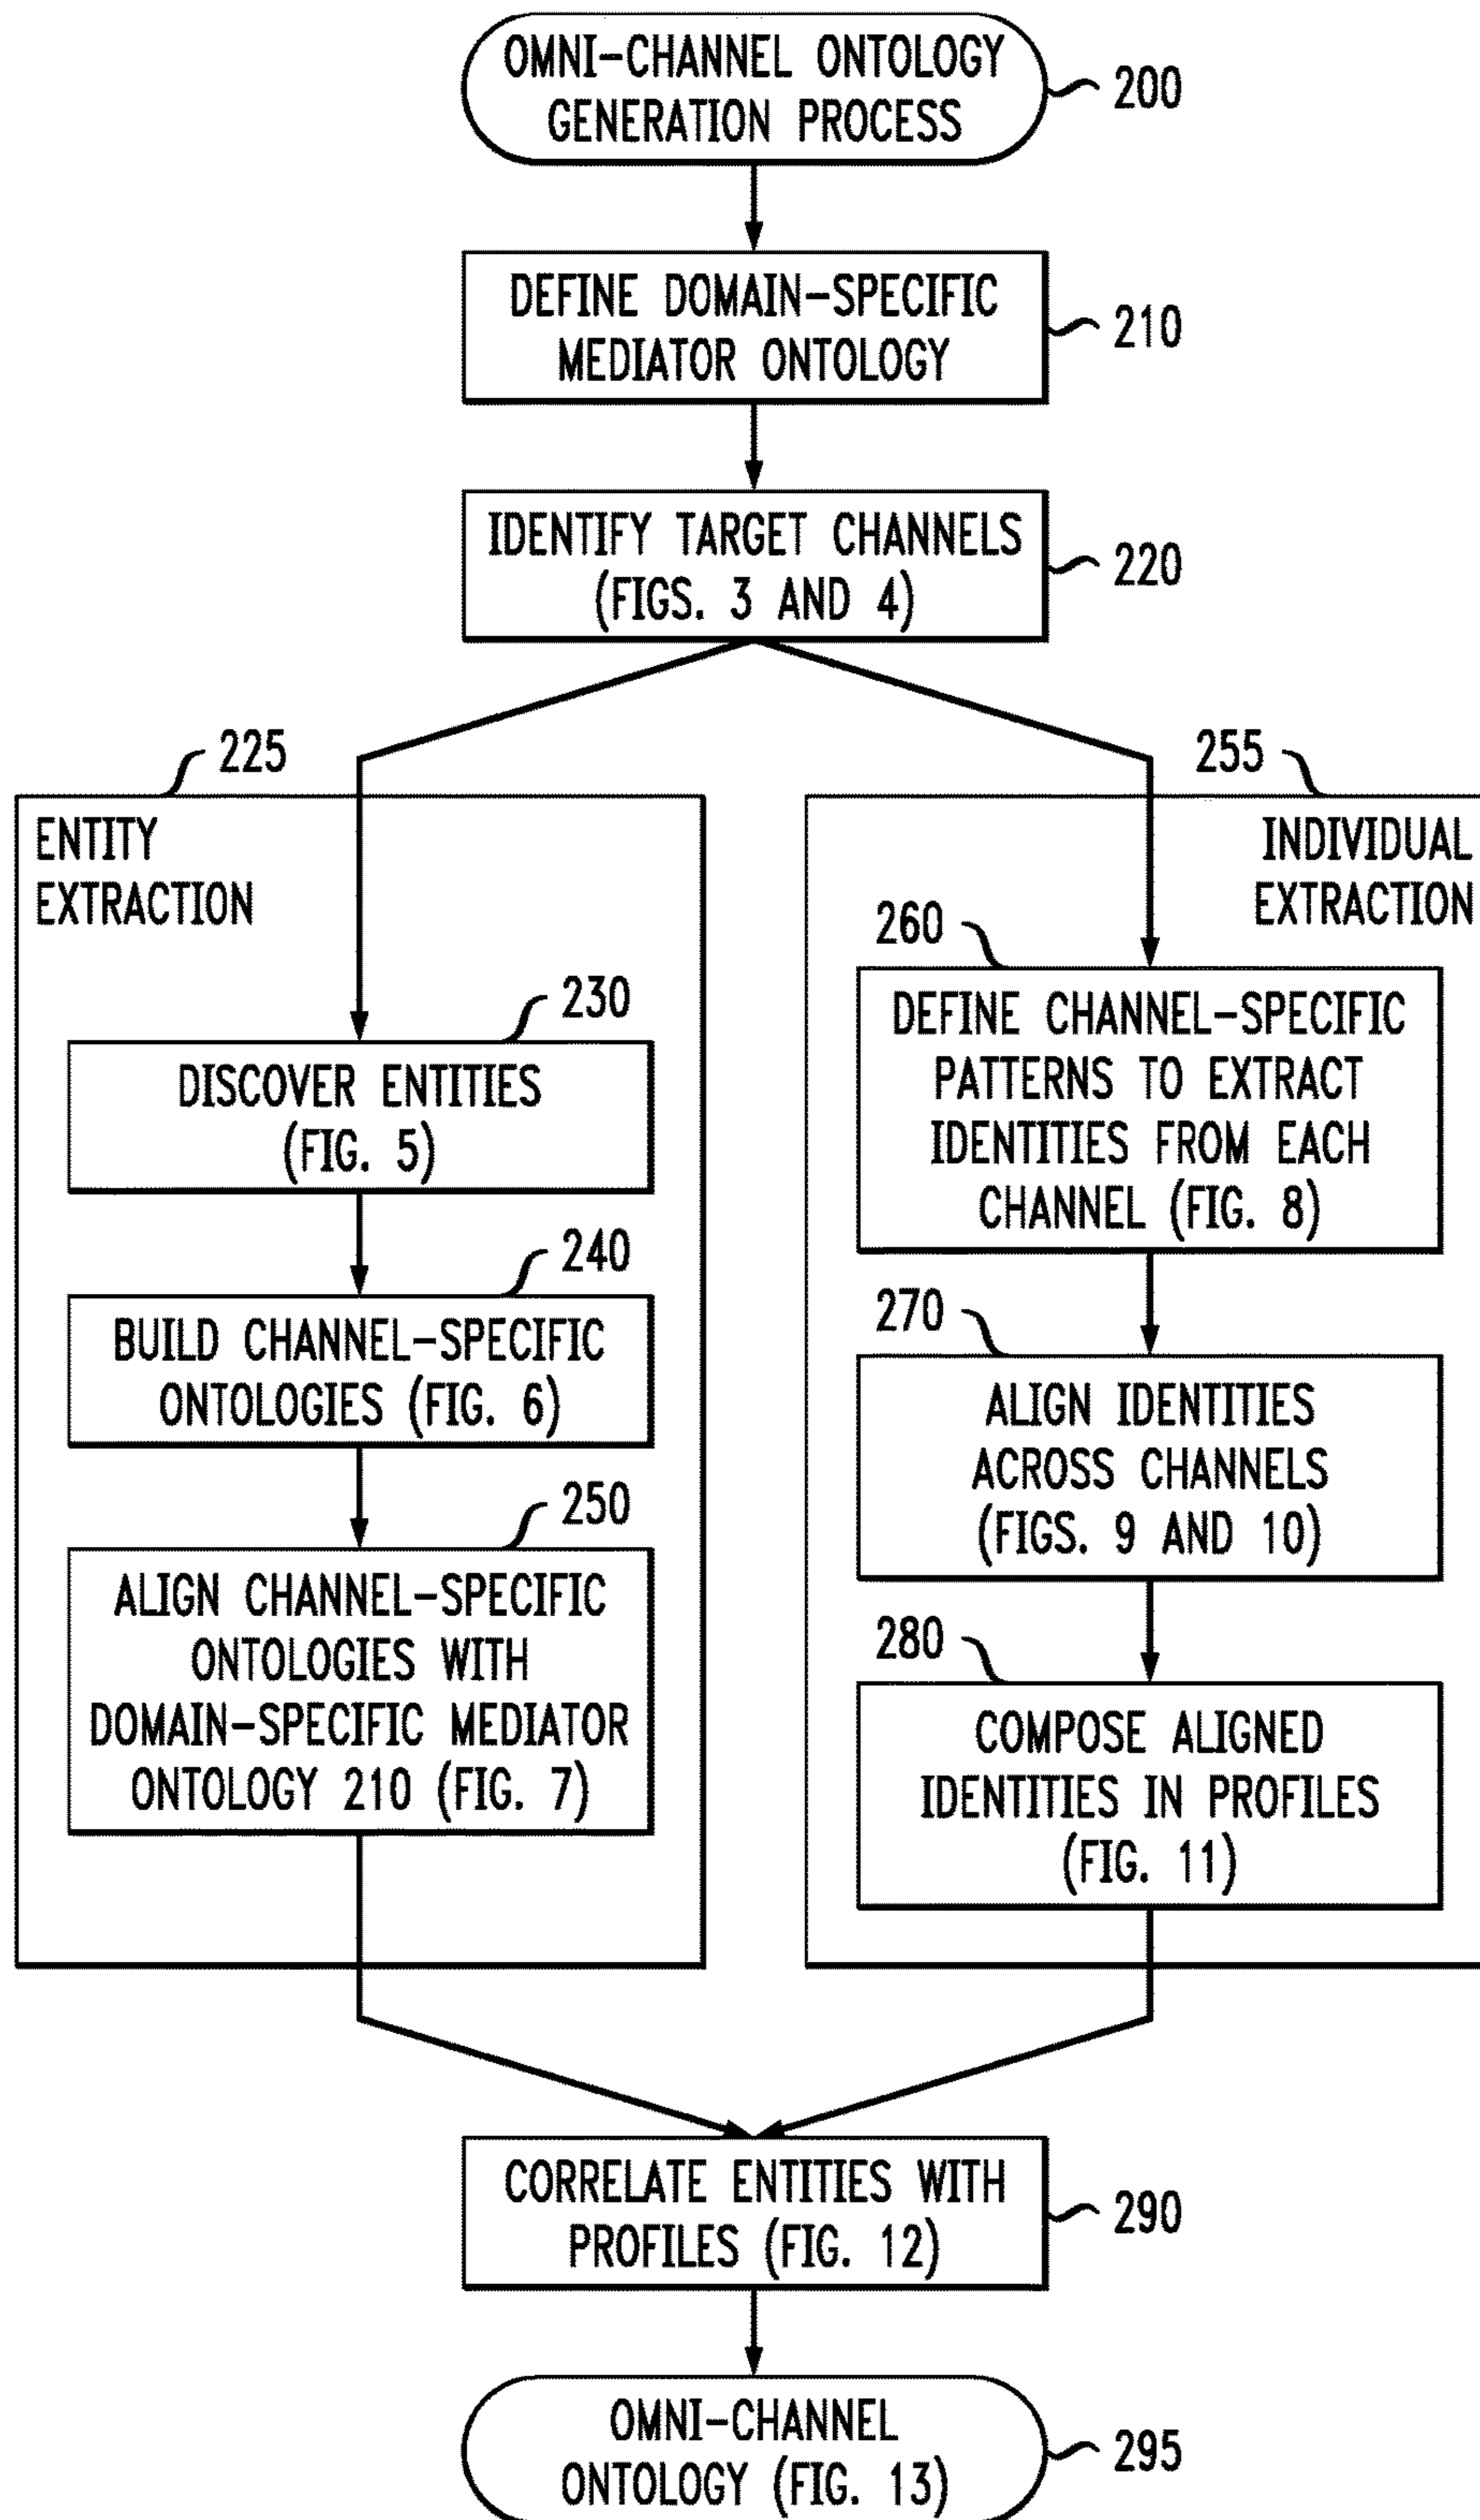 OMNI-CHANNEL ONTOLOGY
GENERATION PROCESS
200
DEFINE DOMAIN-SPECIFIC
MEDIATOR ONTOLOGY
210
IDENTIFY TARGET CHANNELS
(FIGS. 3 AND 4)
220
225
ENTITY
EXTRACTION
230
DISCOVER ENTITIES
(FIG. 5)
240
BUILD CHANNEL-SPECIFIC
ONTOLOGIES (FIG. 6)
250
ALIGN CHANNEL-SPECIFIC
ONTOLOGIES WITH
DOMAIN-SPECIFIC MEDIATOR
ONTOLOGY 210 (FIG. 7)
255
INDIVIDUAL
EXTRACTION
260
DEFINE CHANNEL-SPECIFIC
PATTERNS TO EXTRACT
IDENTITIES FROM EACH
CHANNEL (FIG. 8)
270
ALIGN IDENTITIES
ACROSS CHANNELS
(FIGS. 9 AND 10)
280
COMPOSE ALIGNED
IDENTITIES IN PROFILES
(FIG. 11)
CORRELATE ENTITIES WITH
PROFILES (FIG. 12)
290
OMNI-CHANNEL
ONTOLOGY (FIG. 13)
295